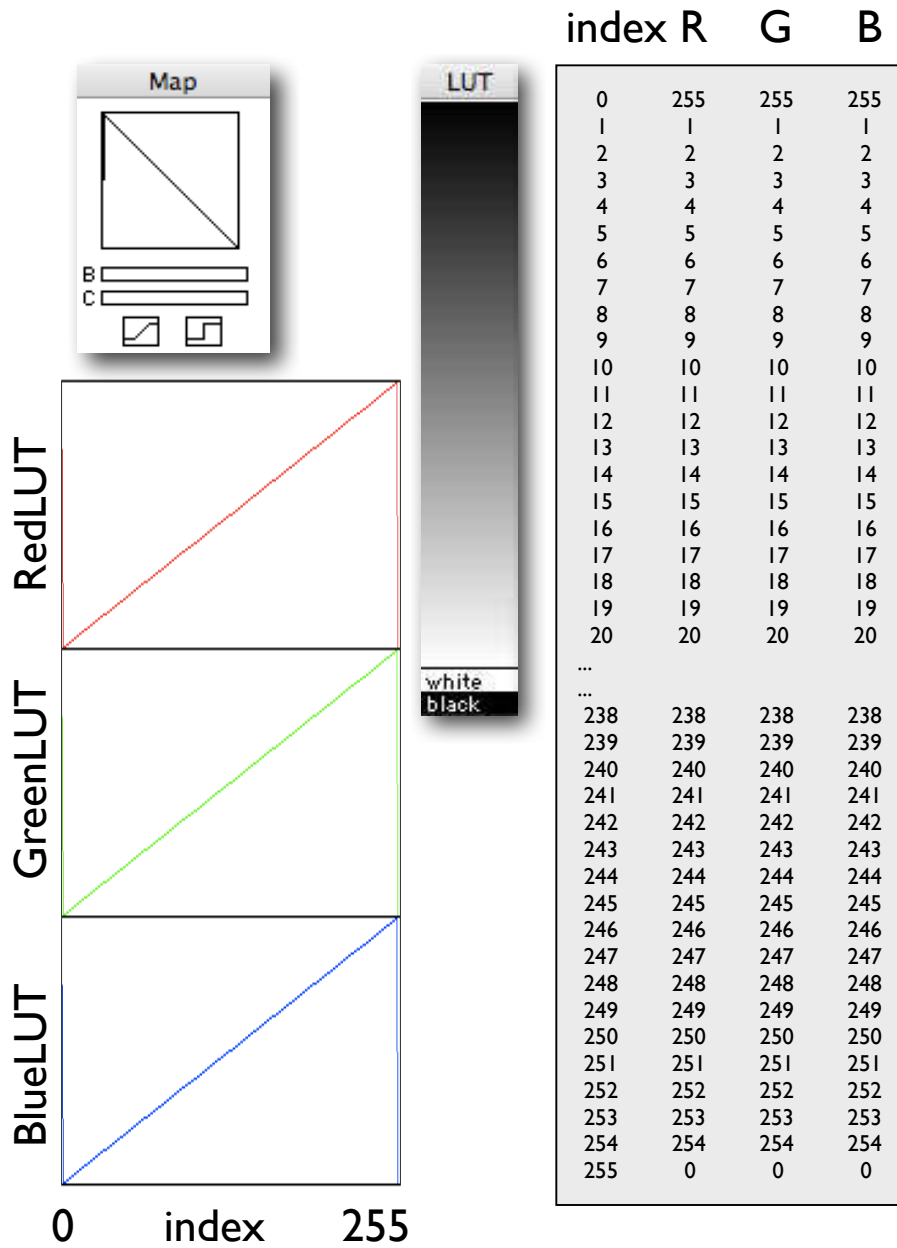 index R G B
Map
B
C
LUT
white
black
RedLUT
GreenLUT
BlueLUT
0 index 255
0 255 255 255
1 1 1 1
2 2 2 2
3 3 3 3
4 4 4 4
5 5 5 5
6 6 6 6
7 7 7 7
8 8 8 8
9 9 9 9
10 10 10 10
11 11 11 11
12 12 12 12
13 13 13 13
14 14 14 14
15 15 15 15
16 16 16 16
17 17 17 17
18 18 18 18
19 19 19 19
20 20 20 20
...
...
238 238 238 238
239 239 239 239
240 240 240 240
241 241 241 241
242 242 242 242
243 243 243 243
244 244 244 244
245 245 245 245
246 246 246 246
247 247 247 247
248 248 248 248
249 249 249 249
250 250 250 250
251 251 251 251
252 252 252 252
253 253 253 253
254 254 254 254
255 0 0 0